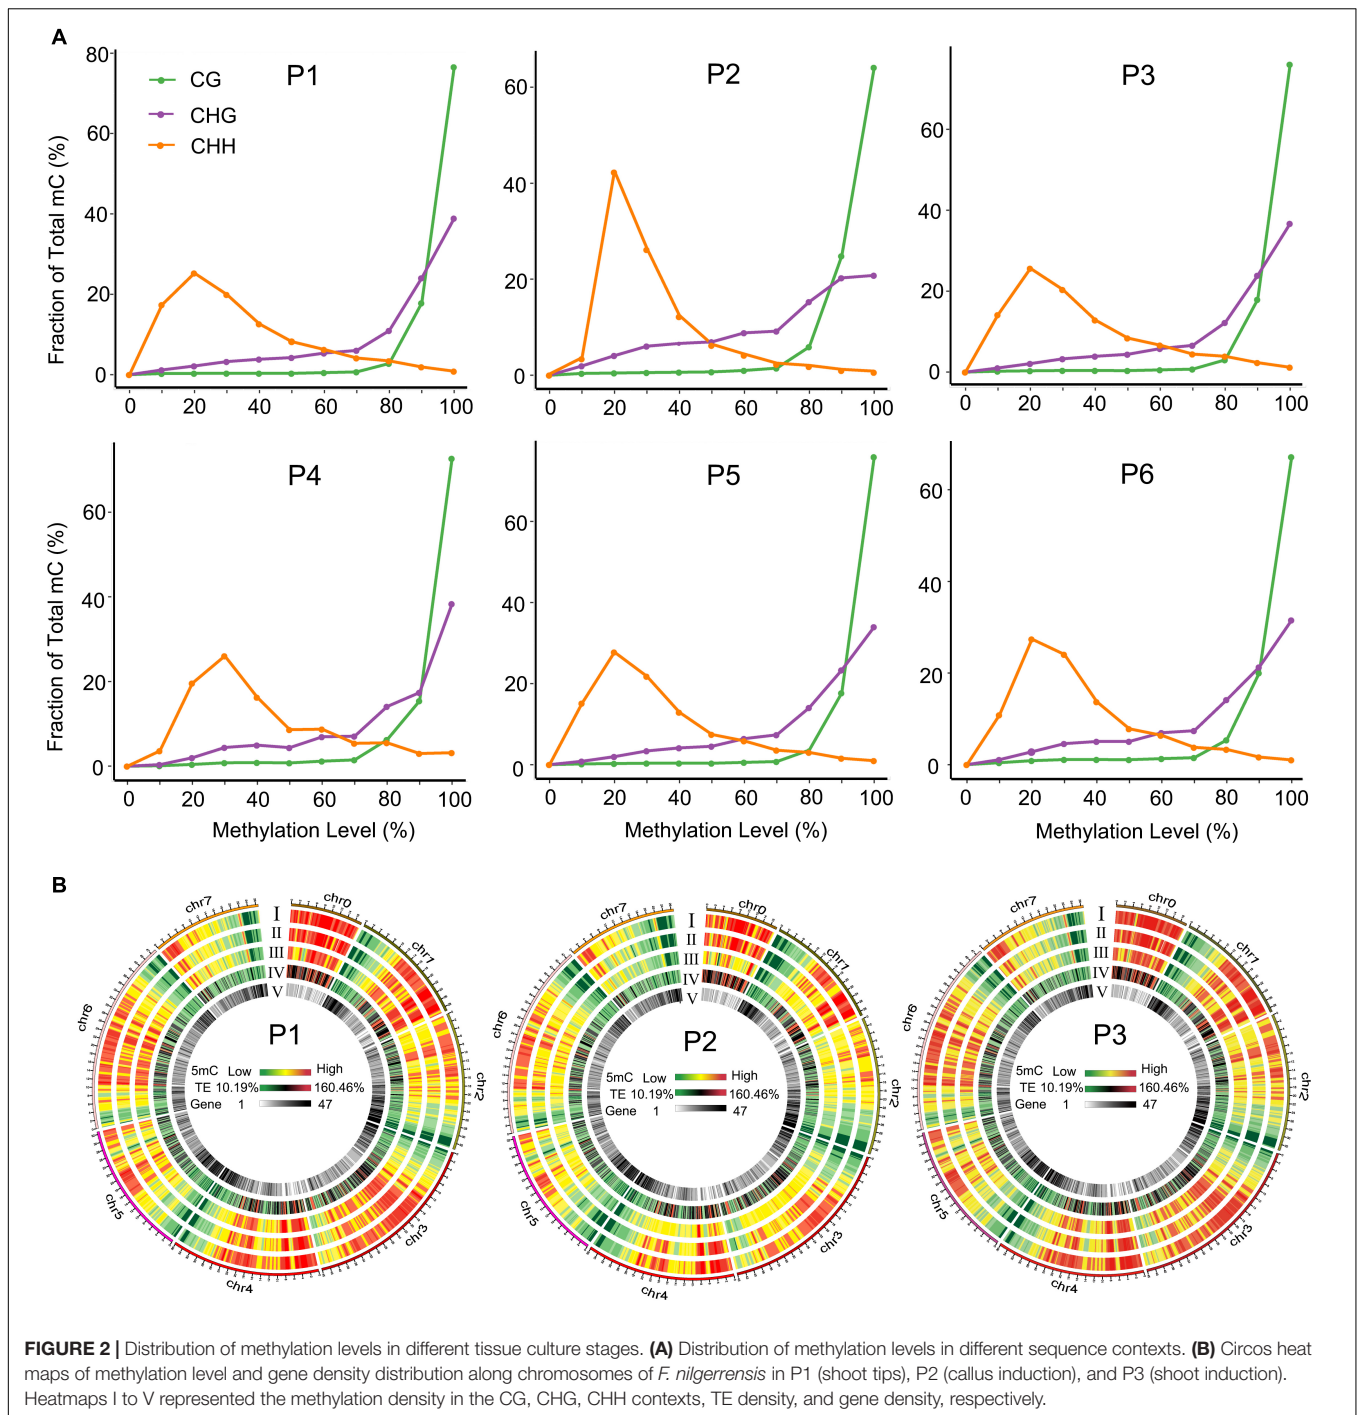 A
P1
CG
CHG
CHH
80
60
40
20
0
Fraction of Total mC (%)
0 20 40 60 80 100
P2
60
40
20
0
0 20 40 60 80 100
P3
60
40
20
0
0 20 40 60 80 100
P4
60
40
20
0
Fraction of Total mC (%)
0 20 40 60 80 100
Methylation Level (%)
P5
60
40
20
0
0 20 40 60 80 100
P6
60
40
20
0
0 20 40 60 80 100
Methylation Level (%)
B
chr7 chr0
chr7
chr2
chr3
chr4
chr5
chr6
I
II
III
IV
V
P1
5mC Low High
TE 10.19% 160.46%
Gene 1 47
chr7 chr0
chr7
chr2
chr3
chr4
chr5
chr6
I
II
III
IV
V
P2
5mC Low High
TE 10.19% 160.46%
Gene 1 47
chr7 chr0
chr7
chr2
chr3
chr4
chr5
chr6
I
II
III
IV
V
P3
5mC Low High
TE 10.19% 160.46%
Gene 1 47
FIGURE 2 | Distribution of methylation levels in different tissue culture stages. (A) Distribution of methylation levels in different sequence contexts. (B) Circos heat
maps of methylation level and gene density distribution along chromosomes of F. nilgerrensis in P1 (shoot tips), P2 (callus induction), and P3 (shoot induction).
Heatmaps I to V represented the methylation density in the CG, CHG, CHH contexts, TE density, and gene density, respectively.